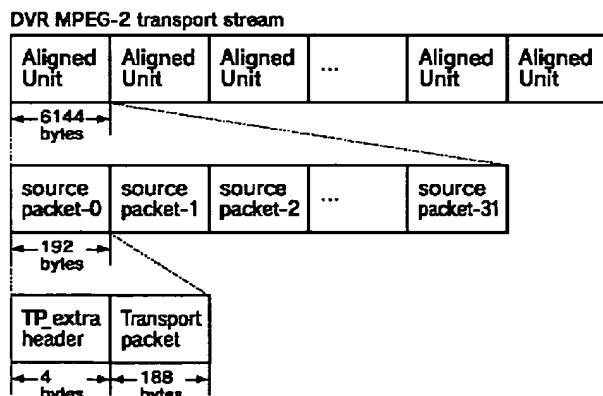 DVR MPEG-2 transport stream
Aligned Unit Aligned Unit Aligned Unit ... Aligned Unit Aligned Unit
6144 bytes
source packet-0 source packet-1 source packet-2 ... source packet-31
192 bytes
TP_extra header Transport packet
4 bytes 188 bytes